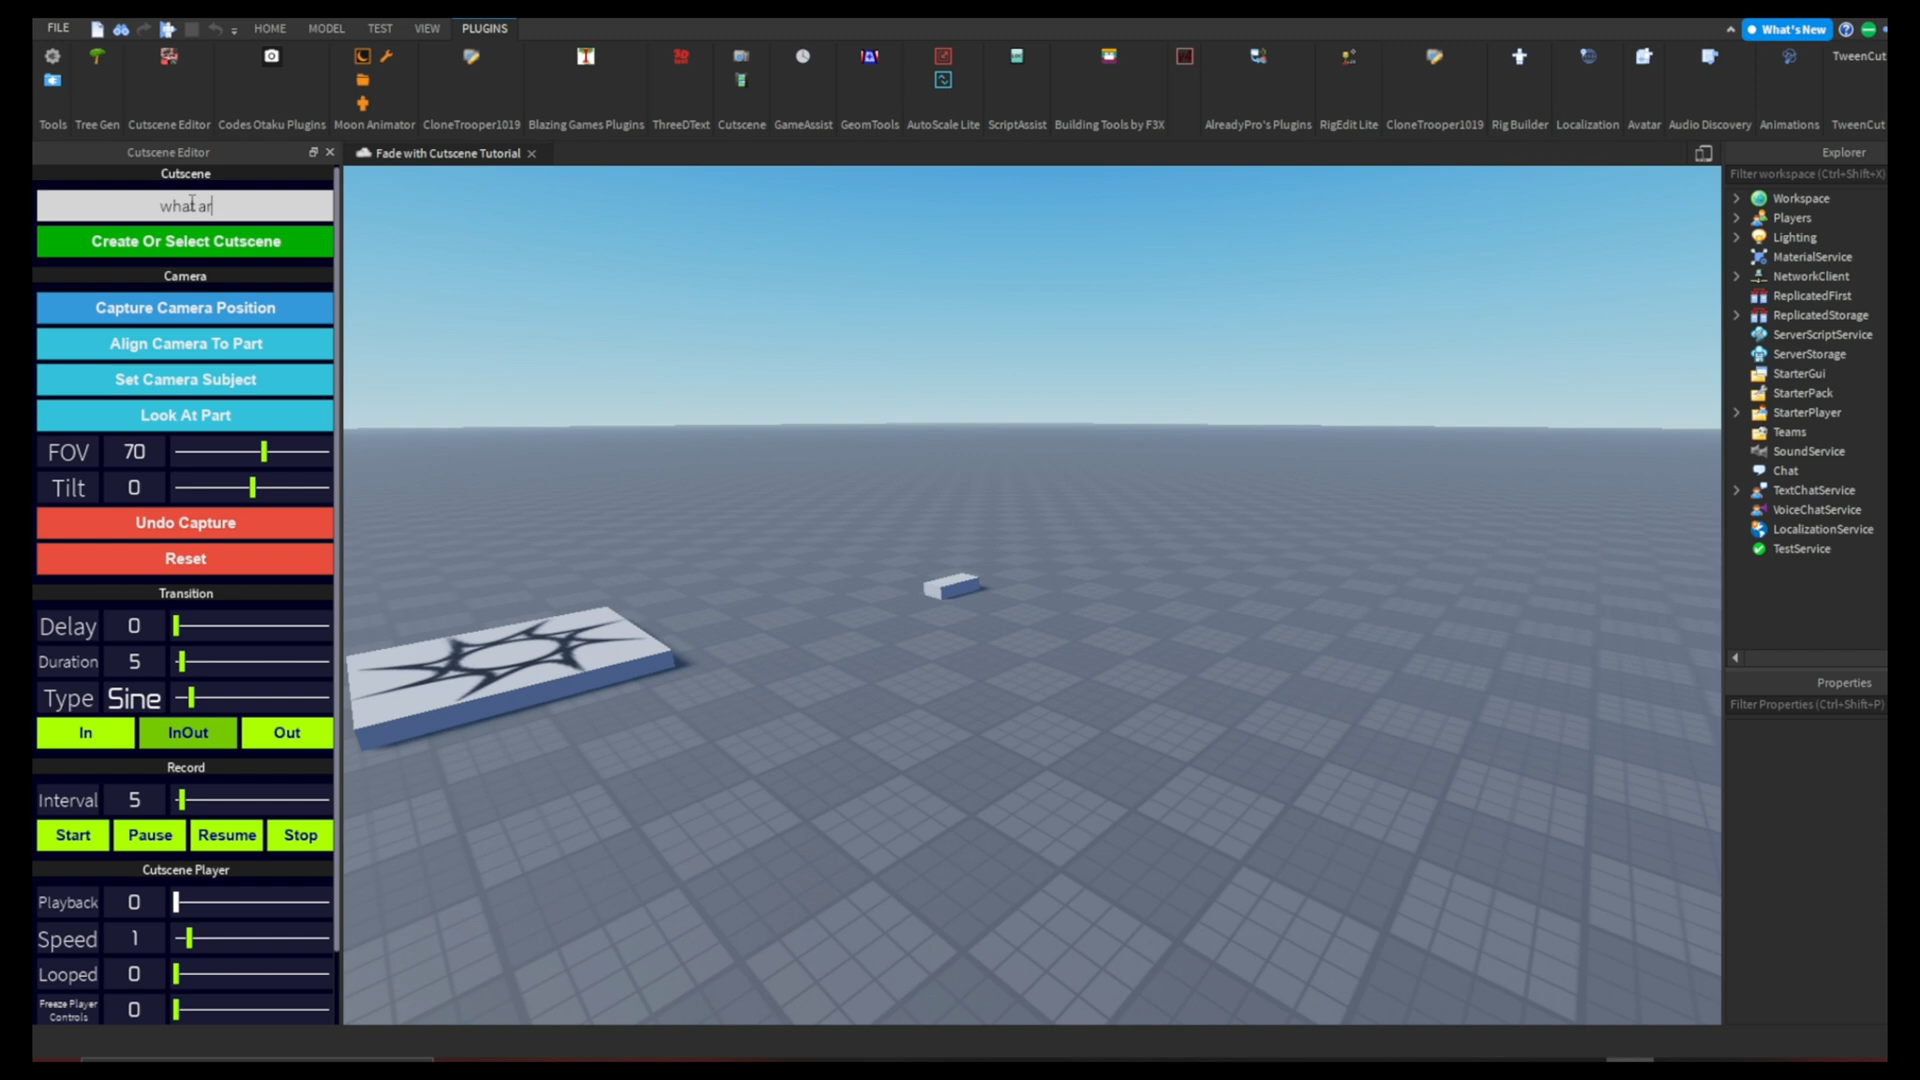 FILE HOME MODEL TEST VIEW PLUGINS What's New
TweenCut
Tools Tree Gen Cutscene Editor Codes Otaku Plugins Moon Animator CloneTrooper1019 Blazing Games Plugins ThreeDText Cutscene GameAssist GeomTools AutoScale Lite ScriptAssist Building Tools by F3X AlreadyPro's Plugins RigEdit Lite CloneTrooper1019 Rig Builder Localization Avatar Audio Discovery Animations TweenCut
Cutscene Editor
Fade with Cutscene Tutorial
Cutscene
what ar
Create Or Select Cutscene
Camera
Capture Camera Position
Align Camera To Part
Set Camera Subject
Look At Part
FOV 70
Tilt 0
Undo Capture
Reset
Transition
Delay 0
Duration 5
Type Sine
In InOut Out
Record
Interval 5
Start Pause Resume Stop
Cutscene Player
Playback 0
Speed 1
Looped 0
Freeze Player
Controls 0
Explorer
Filter workspace (Ctrl+Shift+X)
Workspace
Players
Lighting
MaterialService
NetworkClient
ReplicatedFirst
ReplicatedStorage
ServerScriptService
ServerStorage
StarterGui
StarterPack
StarterPlayer
Teams
SoundService
Chat
TextChatService
VoiceChatService
LocalizationService
TestService
Properties
Filter Properties (Ctrl+Shift+P)